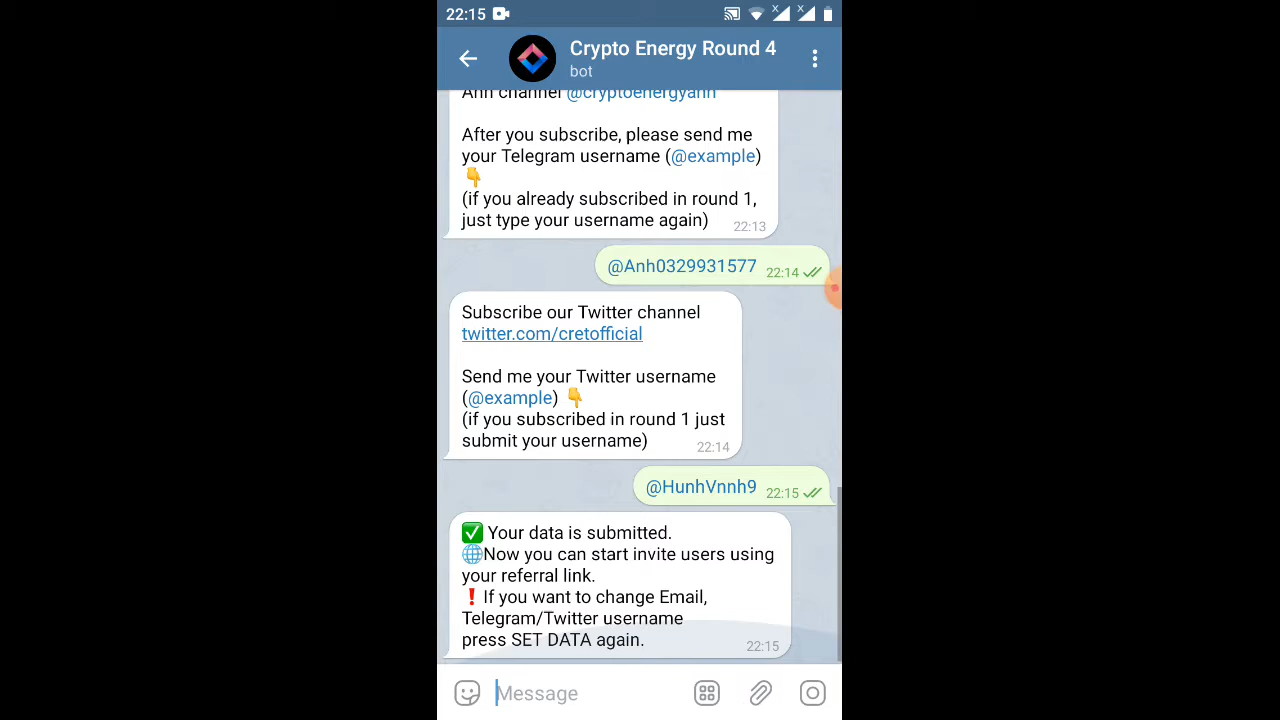 22:15
Crypto Energy Round 4
bot
Ann channel @cryptoenergyann
After you subscribe, please send me
your Telegram username (@example)
👇
(if you already subscribed in round 1,
just type your username again)
22:13
@Anh0329931577
22:14
Subscribe our Twitter channel
twitter.com/cretofficial
Send me your Twitter username
(@example) 👇
(if you subscribed in round 1 just
submit your username)
22:14
@HunhVnnh9
22:15
✅ Your data is submitted.
🌐Now you can start invite users using
your referral link.
❗If you want to change Email,
Telegram/Twitter username
press SET DATA again.
22:15
Message